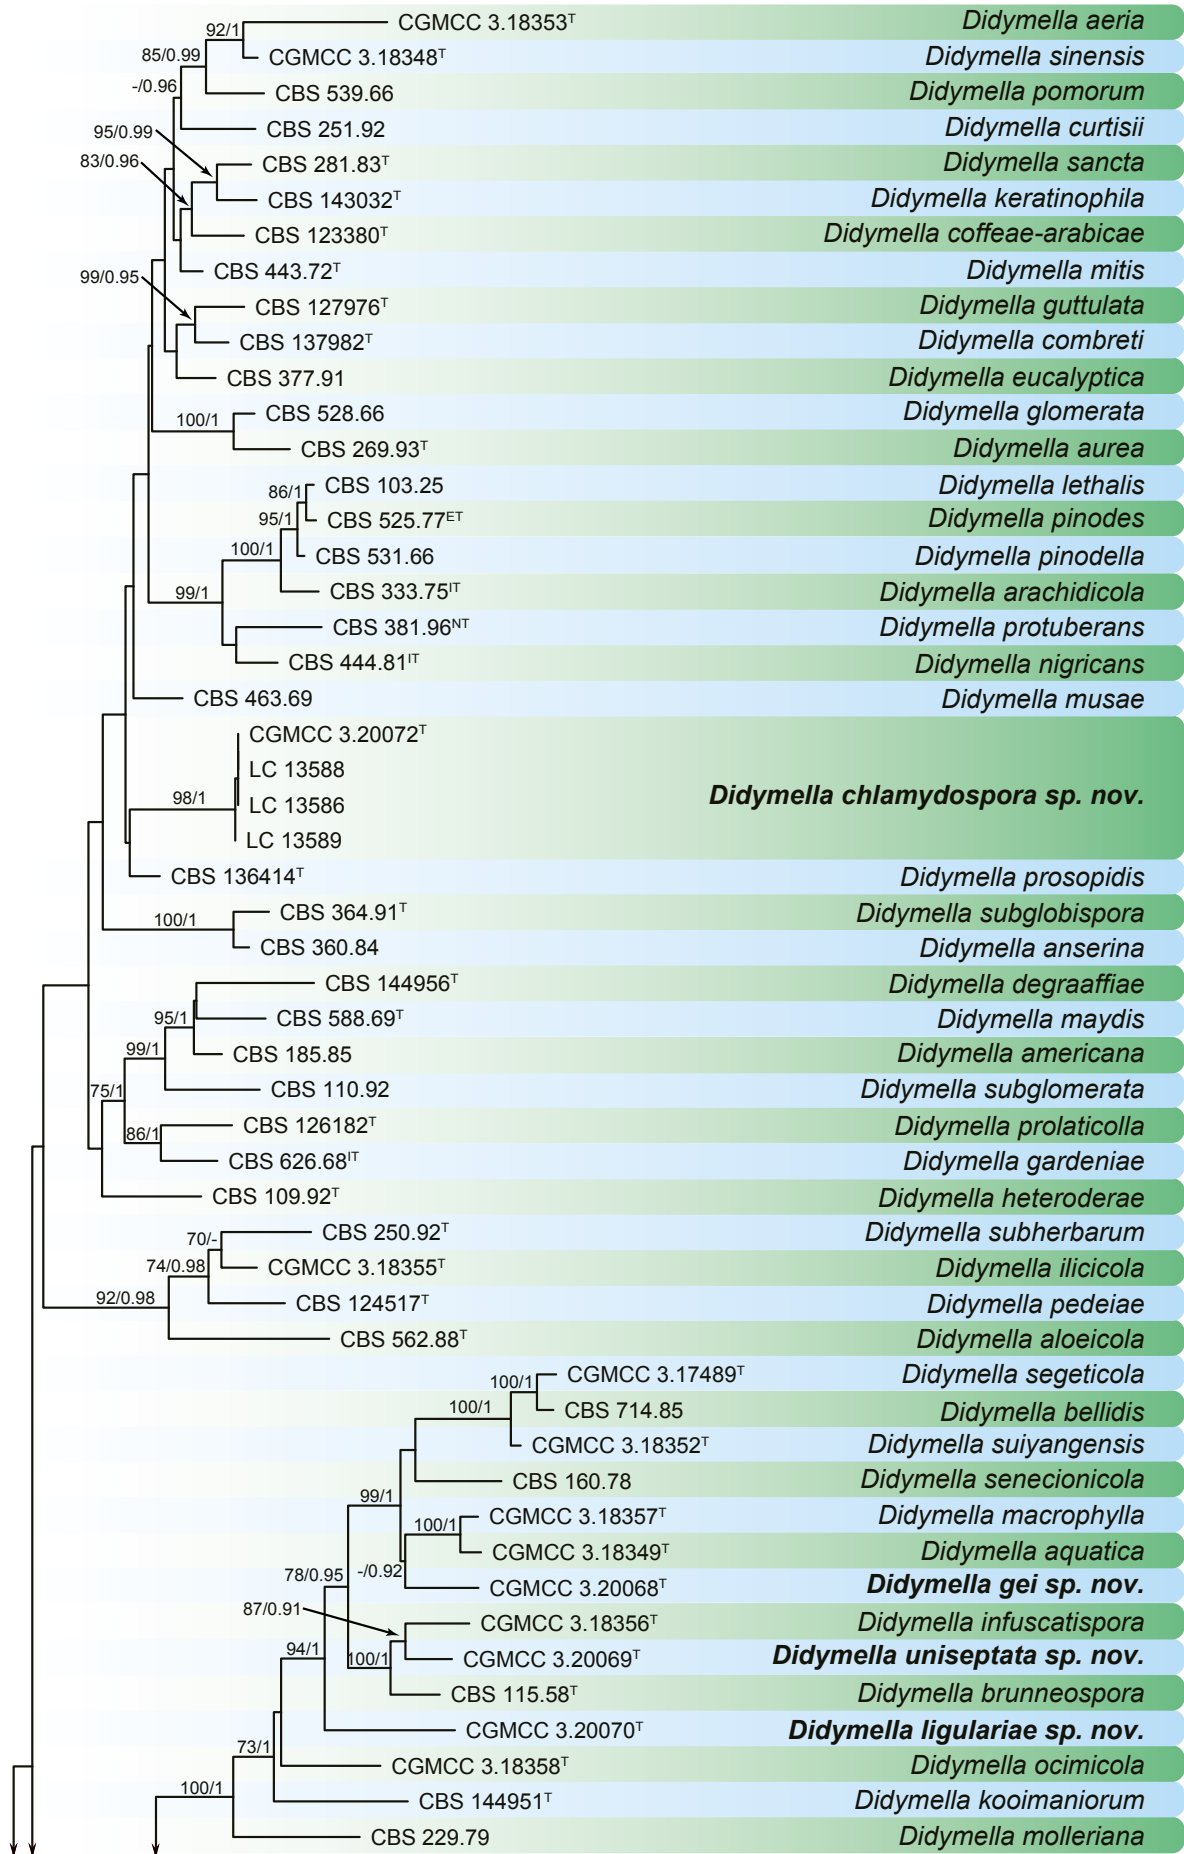 92/1 CGMCC 3.18353ᵀ Didymella aeria
85/0.99 CGMCC 3.18348ᵀ Didymella sinensis
-/0.96 CBS 539.66 Didymella pomorum
95/0.99 CBS 251.92 Didymella curtisii
83/0.96 CBS 281.83ᵀ Didymella sancta
CBS 143032ᵀ Didymella keratinophila
CBS 123380ᵀ Didymella coffeae-arabicae
99/0.95 CBS 443.72ᵀ Didymella mitis
CBS 127976ᵀ Didymella guttulata
CBS 137982ᵀ Didymella combreti
CBS 377.91 Didymella eucalyptica
100/1 CBS 528.66 Didymella glomerata
CBS 269.93ᵀ Didymella aurea
86/1 CBS 103.25 Didymella lethalis
95/1 CBS 525.77ᴱᵀ Didymella pinodes
100/1 CBS 531.66 Didymella pinodella
99/1 CBS 333.75ᴵᵀ Didymella arachidicola
CBS 381.96ᴺᵀ Didymella protuberans
CBS 444.81ᴵᵀ Didymella nigricans
CBS 463.69 Didymella musae
CGMCC 3.20072ᵀ
LC 13588
98/1 Didymella chlamydospora sp. nov.
LC 13586
LC 13589
CBS 136414ᵀ Didymella prosopidis
100/1 CBS 364.91ᵀ Didymella subglobispora
CBS 360.84 Didymella anserina
CBS 144956ᵀ Didymella degraaffiae
95/1 CBS 588.69ᵀ Didymella maydis
99/1 CBS 185.85 Didymella americana
75/1 CBS 110.92 Didymella subglomerata
86/1 CBS 126182ᵀ Didymella prolaticolla
CBS 626.68ᴵᵀ Didymella gardeniae
CBS 109.92ᵀ Didymella heteroderae
70/- CBS 250.92ᵀ Didymella subherbarum
74/0.98 CGMCC 3.18355ᵀ Didymella ilicicola
92/0.98 CBS 124517ᵀ Didymella pedeiae
CBS 562.88ᵀ Didymella aloeicola
100/1 CGMCC 3.17489ᵀ Didymella segeticola
100/1 CBS 714.85 Didymella bellidis
CGMCC 3.18352ᵀ Didymella suiyangensis
CBS 160.78 Didymella senecionicola
99/1 CGMCC 3.18357ᵀ Didymella macrophylla
100/1 CGMCC 3.18349ᵀ Didymella aquatica
78/0.95 -/0.92 CGMCC 3.20068ᵀ Didymella gei sp. nov.
87/0.91 CGMCC 3.18356ᵀ Didymella infuscatispora
94/1 100/1 CGMCC 3.20069ᵀ Didymella uniseptata sp. nov.
CBS 115.58ᵀ Didymella brunneospora
CGMCC 3.20070ᵀ Didymella ligulariae sp. nov.
73/1 CGMCC 3.18358ᵀ Didymella ocimicola
100/1 CBS 144951ᵀ Didymella kooimaniorum
CBS 229.79 Didymella molleriana